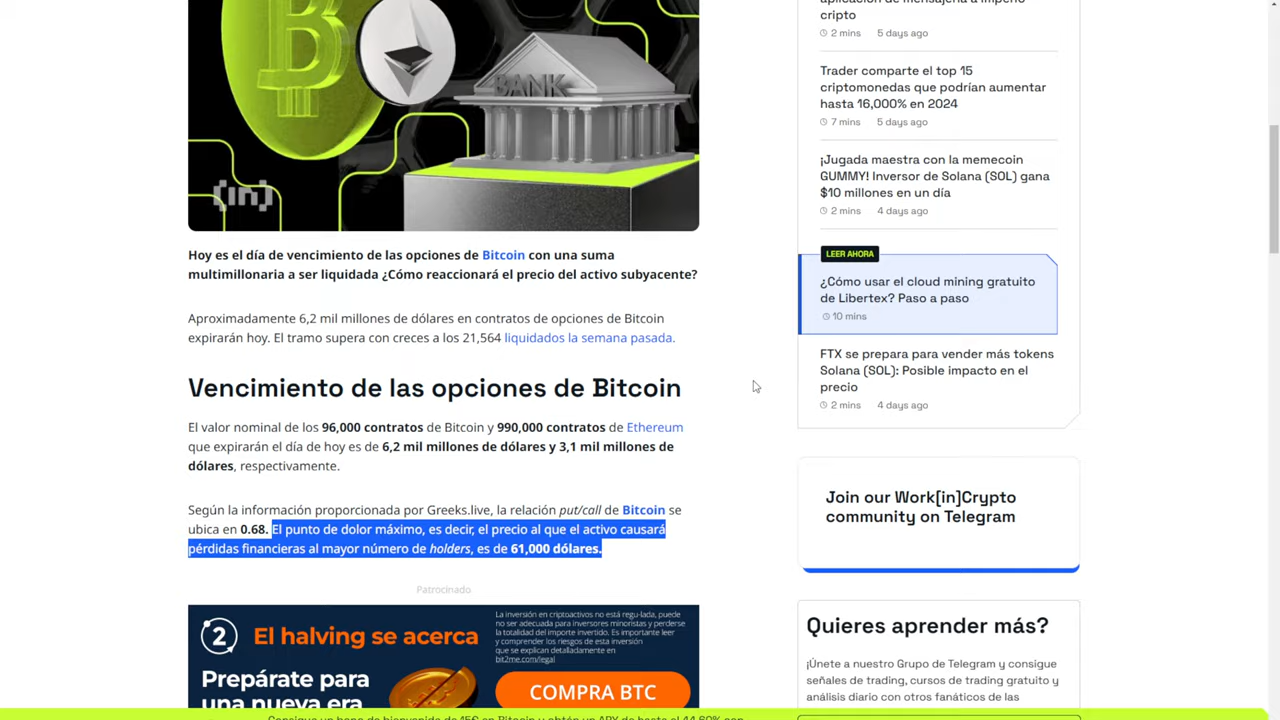 BANK
(in)
Hoy es el día de vencimiento de las opciones de Bitcoin con una suma
multimillonaria a ser liquidada ¿Cómo reaccionará el precio del activo subyacente?
Aproximadamente 6,2 mil millones de dólares en contratos de opciones de Bitcoin
expirarán hoy. El tramo supera con creces a los 21,564 liquidados la semana pasada.
Vencimiento de las opciones de Bitcoin
El valor nominal de los 96,000 contratos de Bitcoin y 990,000 contratos de Ethereum
que expirarán el día de hoy es de 6,2 mil millones de dólares y 3,1 mil millones de
dólares, respectivamente.
Según la información proporcionada por Greeks.live, la relación put/call de Bitcoin se
ubica en 0.68. El punto de dolor máximo, es decir, el precio al que el activo causará
pérdidas financieras al mayor número de holders, es de 61,000 dólares.
Patrocinado
2 El halving se acerca
Prepárate para
una nueva era
La inversión en criptoactivos no está regu-lada, puede
no ser adecuada para inversores minoristas y perderse
la totalidad del importe invertido. Es importante leer
y comprender los riesgos de esta inversión
que se explican detalladamente en
bit2me.com/legal
COMPRA BTC
aplicación de mensajería a imperio
cripto
2 mins 5 days ago
Trader comparte el top 15
criptomonedas que podrían aumentar
hasta 16,000% en 2024
7 mins 5 days ago
¡Jugada maestra con la memecoin
GUMMY! Inversor de Solana (SOL) gana
$10 millones en un día
2 mins 4 days ago
LEER AHORA
¿Cómo usar el cloud mining gratuito
de Libertex? Paso a paso
10 mins
FTX se prepara para vender más tokens
Solana (SOL): Posible impacto en el
precio
2 mins 4 days ago
Join our Work[in]Crypto
community on Telegram
Quieres aprender más?
¡Únete a nuestro Grupo de Telegram y consigue
señales de trading, cursos de trading gratuito y
análisis diario con otros fanáticos de las